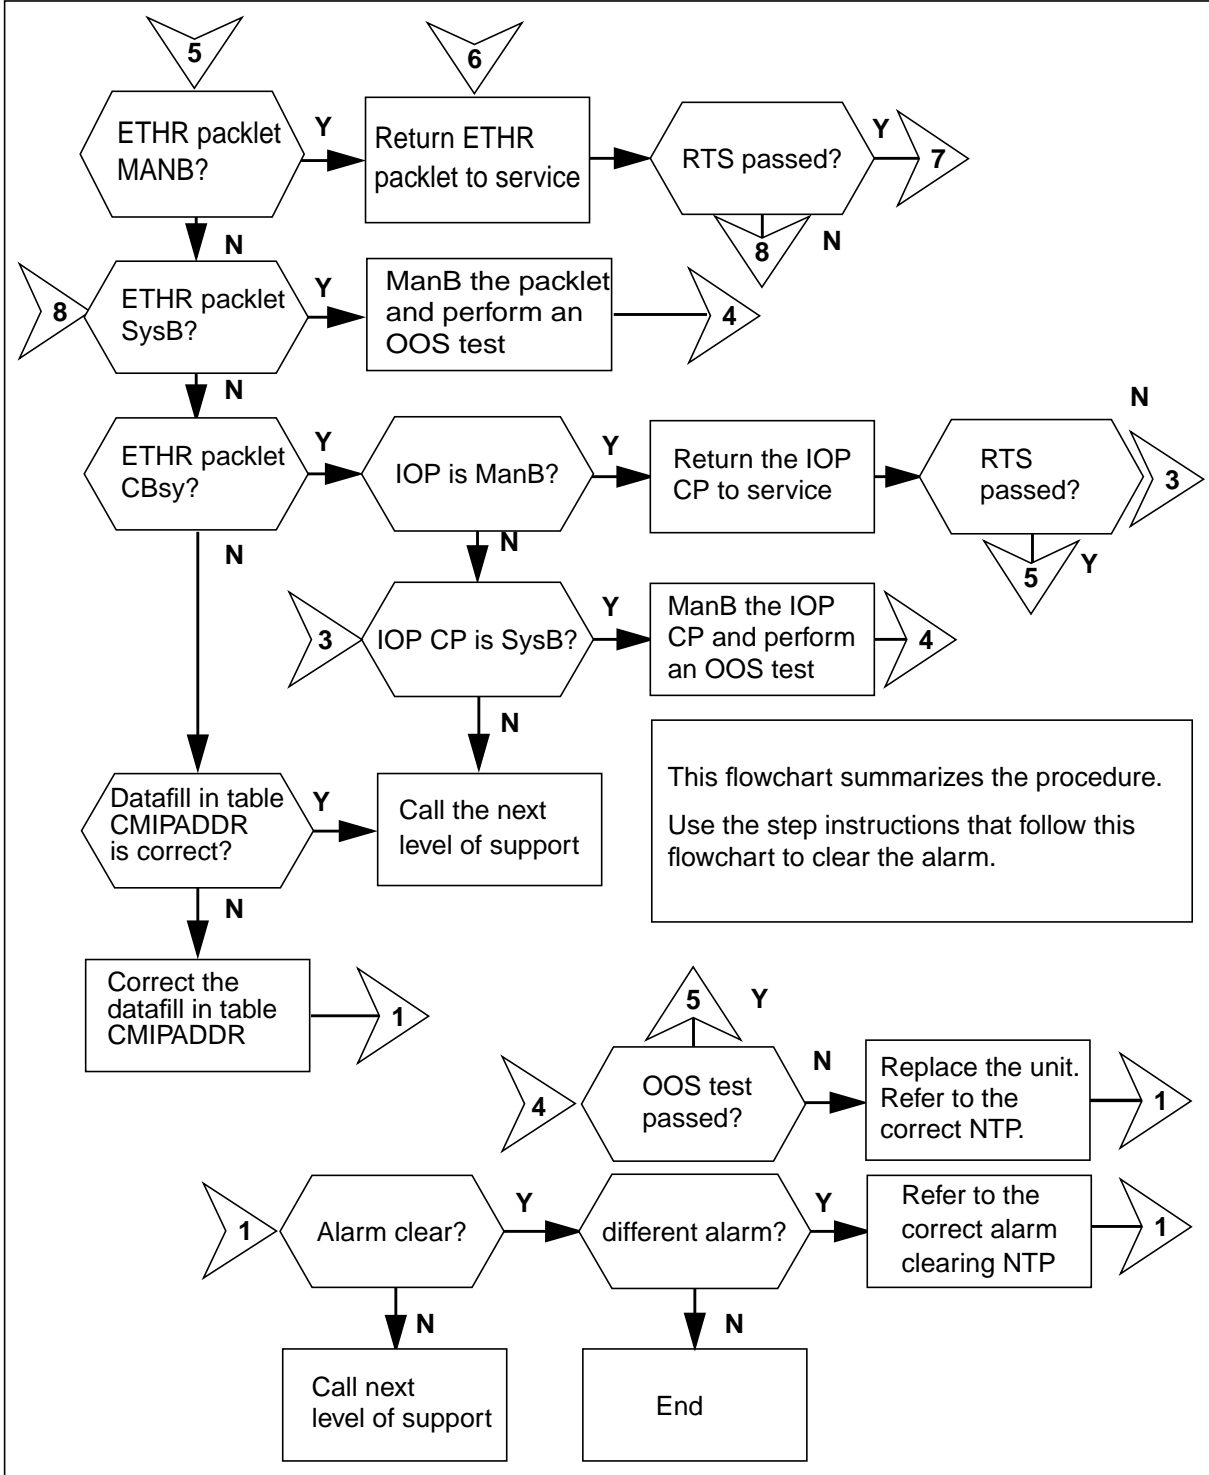 5
6
ETHR packlet
MANB?
Y
Return ETHR
packlet to service
RTS passed?
Y
7
N
8
N
8
ETHR packlet
SysB?
Y
ManB the packlet
and perform an
OOS test
4
N
ETHR packlet
CBsy?
Y
IOP is ManB?
Y
Return the IOP
CP to service
RTS
passed?
N
3
N
N
5
Y
3
IOP CP is SysB?
Y
ManB the IOP
CP and perform
an OOS test
4
N
This flowchart summarizes the procedure.
Use the step instructions that follow this
flowchart to clear the alarm.
Datafill in table
CMIPADDR
is correct?
Y
Call the next
level of support
N
Correct the
datafill in table
CMIPADDR
1
5
Y
4
OOS test
passed?
N
Replace the unit.
Refer to the
correct NTP.
1
1
Alarm clear?
Y
different alarm?
Y
Refer to the
correct alarm
clearing NTP
1
N
N
Call next
level of support
End